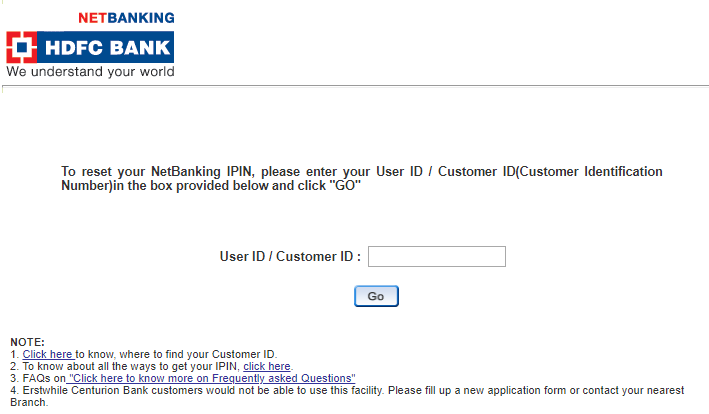 NETBANKING
HDFC BANK
We understand your world
To reset your NetBanking IPIN, please enter your User ID / Customer ID(Customer Identification
Number)in the box provided below and click "GO"
User ID / Customer ID :
Go
NOTE:
1. Click here to know, where to find your Customer ID.
2. To know about all the ways to get your IPIN, click here.
3. FAQs on "Click here to know more on Frequently asked Questions"
4. Erstwhile Centurion Bank customers would not be able to use this facility. Please fill up a new application form or contact your nearest
Branch.